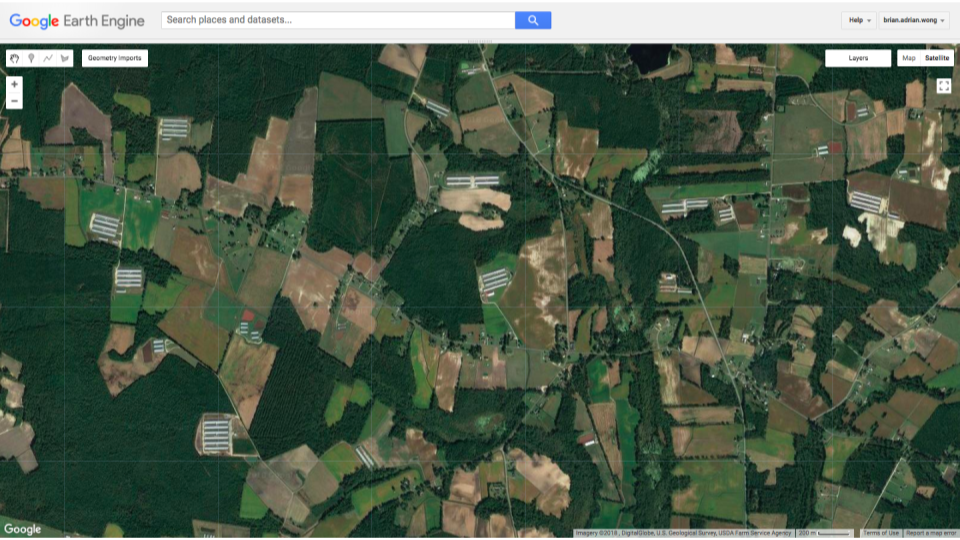 Google Earth Engine
Search places and datasets...
Help
brian.adrian.wong
Geometry Imports
Layers
Map
Satellite
+
−
Google
Imagery ©2018 , DigitalGlobe, U.S. Geological Survey, USDA Farm Service Agency
200 m
Terms of Use
Report a map error